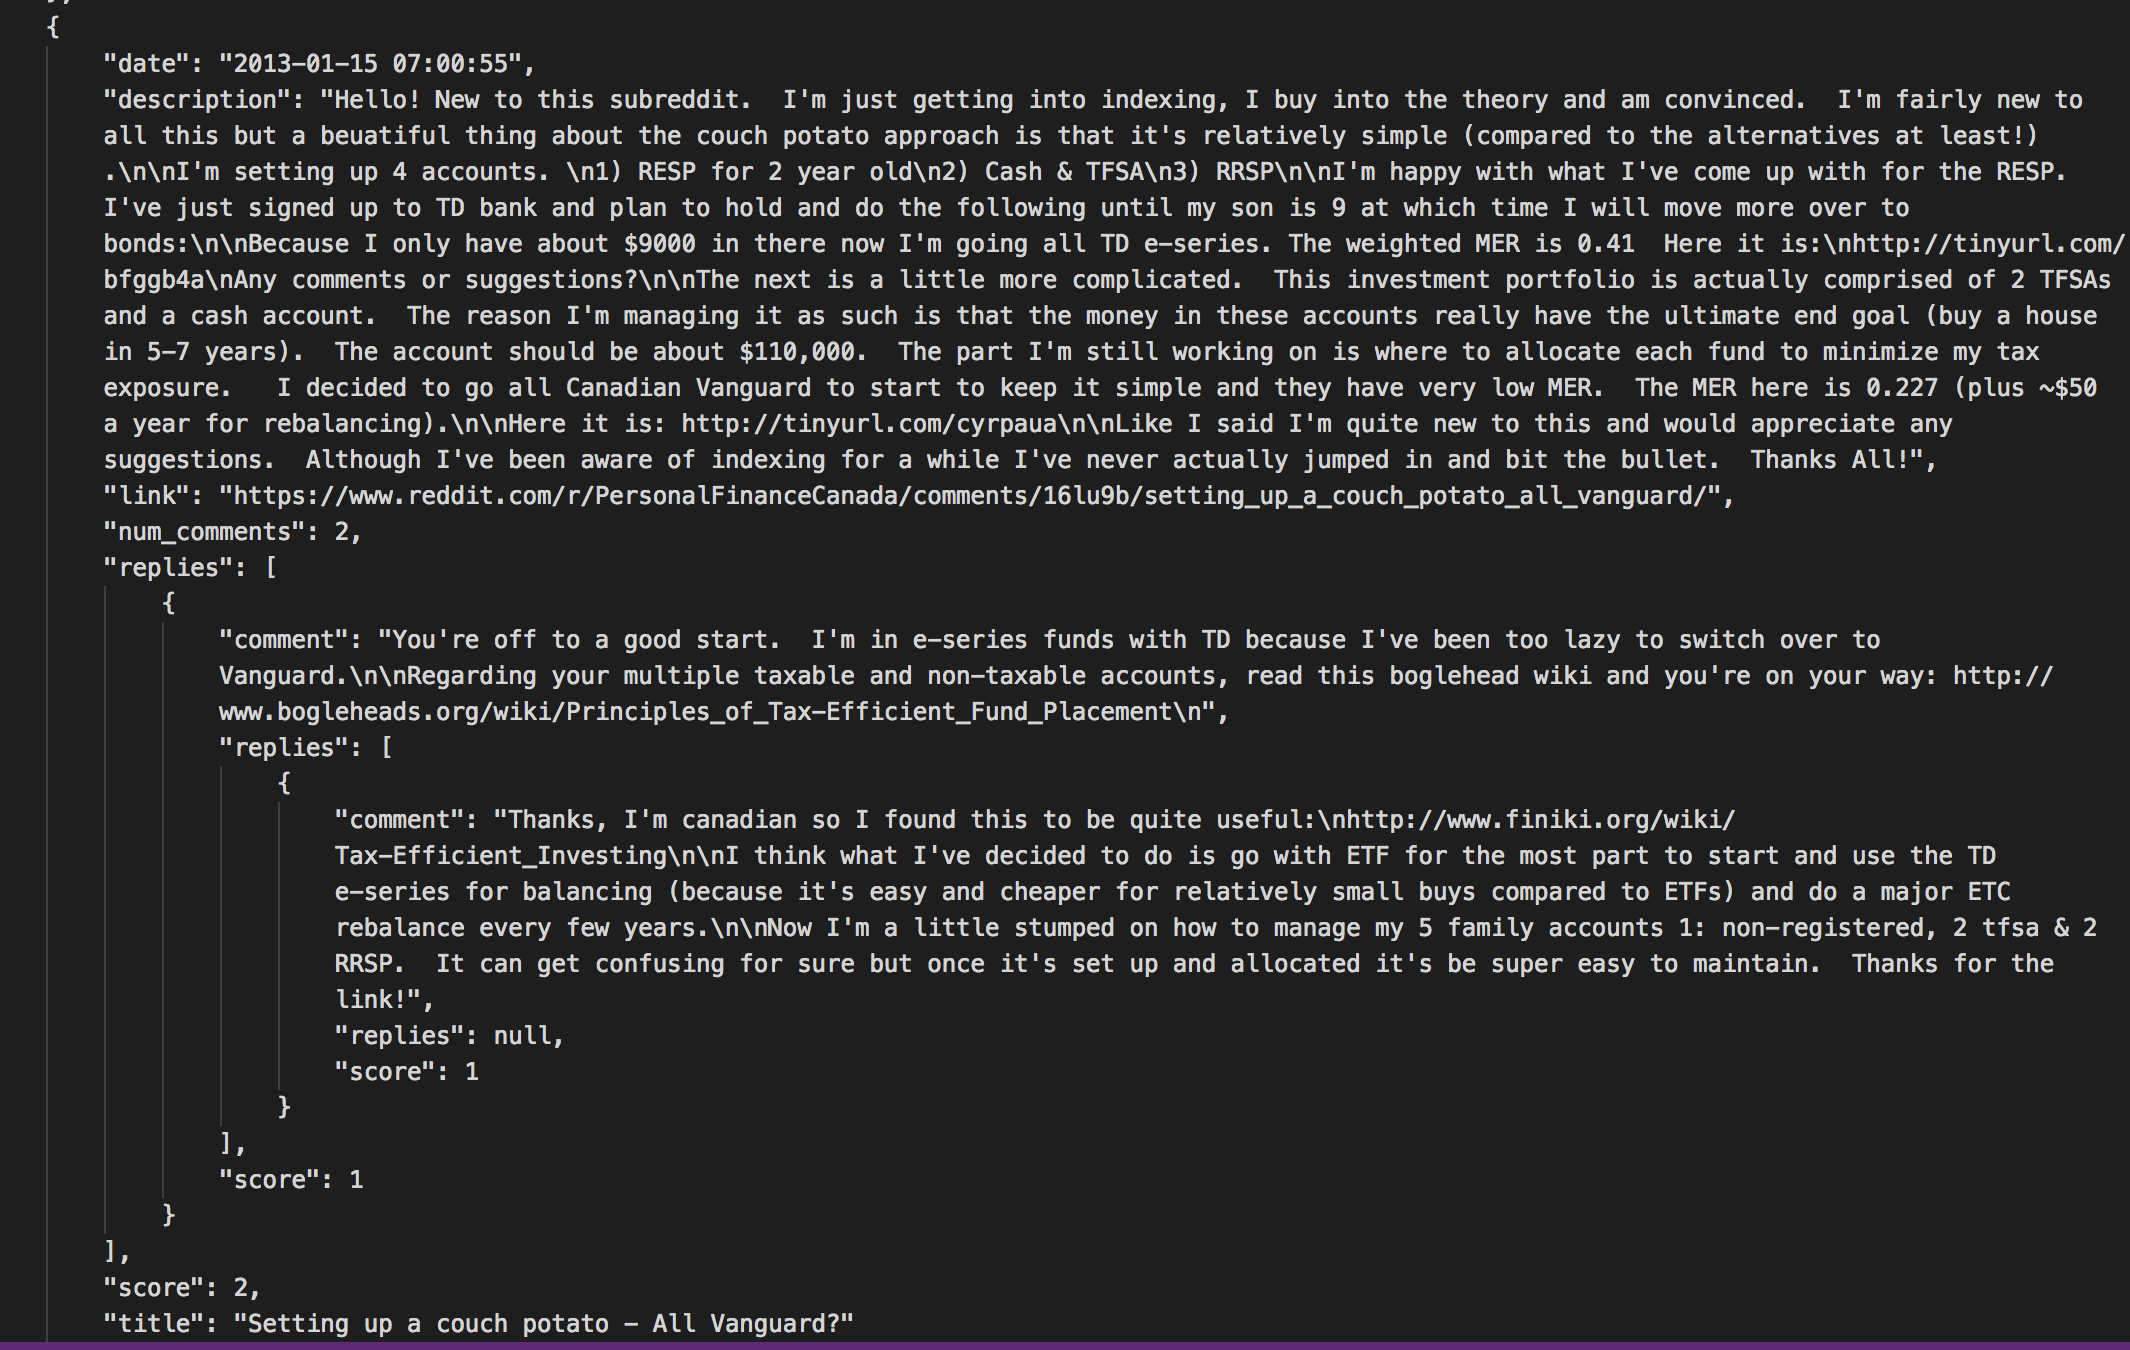 },
{
"date": "2013-01-15 07:00:55",
"description": "Hello! New to this subreddit.  I'm just getting into indexing, I buy into the theory and am convinced.  I'm fairly new to
all this but a beuatiful thing about the couch potato approach is that it's relatively simple (compared to the alternatives at least!)
.\n\nI'm setting up 4 accounts. \n1) RESP for 2 year old\n2) Cash & TFSA\n3) RRSP\n\nI'm happy with what I've come up with for the RESP.
I've just signed up to TD bank and plan to hold and do the following until my son is 9 at which time I will move more over to
bonds:\n\nBecause I only have about $9000 in there now I'm going all TD e-series. The weighted MER is 0.41  Here it is:\nhttp://tinyurl.com/
bfggb4a\nAny comments or suggestions?\n\nThe next is a little more complicated.  This investment portfolio is actually comprised of 2 TFSAs
and a cash account.  The reason I'm managing it as such is that the money in these accounts really have the ultimate end goal (buy a house
in 5-7 years).  The account should be about $110,000.  The part I'm still working on is where to allocate each fund to minimize my tax
exposure.   I decided to go all Canadian Vanguard to start to keep it simple and they have very low MER.  The MER here is 0.227 (plus ~$50
a year for rebalancing).\n\nHere it is: http://tinyurl.com/cyrpaua\n\nLike I said I'm quite new to this and would appreciate any
suggestions.  Although I've been aware of indexing for a while I've never actually jumped in and bit the bullet.  Thanks All!",
"link": "https://www.reddit.com/r/PersonalFinanceCanada/comments/16lu9b/setting_up_a_couch_potato_all_vanguard/",
"num_comments": 2,
"replies": [
{
"comment": "You're off to a good start.  I'm in e-series funds with TD because I've been too lazy to switch over to
Vanguard.\n\nRegarding your multiple taxable and non-taxable accounts, read this boglehead wiki and you're on your way: http://
www.bogleheads.org/wiki/Principles_of_Tax-Efficient_Fund_Placement\n",
"replies": [
{
"comment": "Thanks, I'm canadian so I found this to be quite useful:\nhttp://www.finiki.org/wiki/
Tax-Efficient_Investing\n\nI think what I've decided to do is go with ETF for the most part to start and use the TD
e-series for balancing (because it's easy and cheaper for relatively small buys compared to ETFs) and do a major ETC
rebalance every few years.\n\nNow I'm a little stumped on how to manage my 5 family accounts 1: non-registered, 2 tfsa & 2
RRSP.  It can get confusing for sure but once it's set up and allocated it's be super easy to maintain.  Thanks for the
link!",
"replies": null,
"score": 1
}
],
"score": 1
}
],
"score": 2,
"title": "Setting up a couch potato - All Vanguard?"